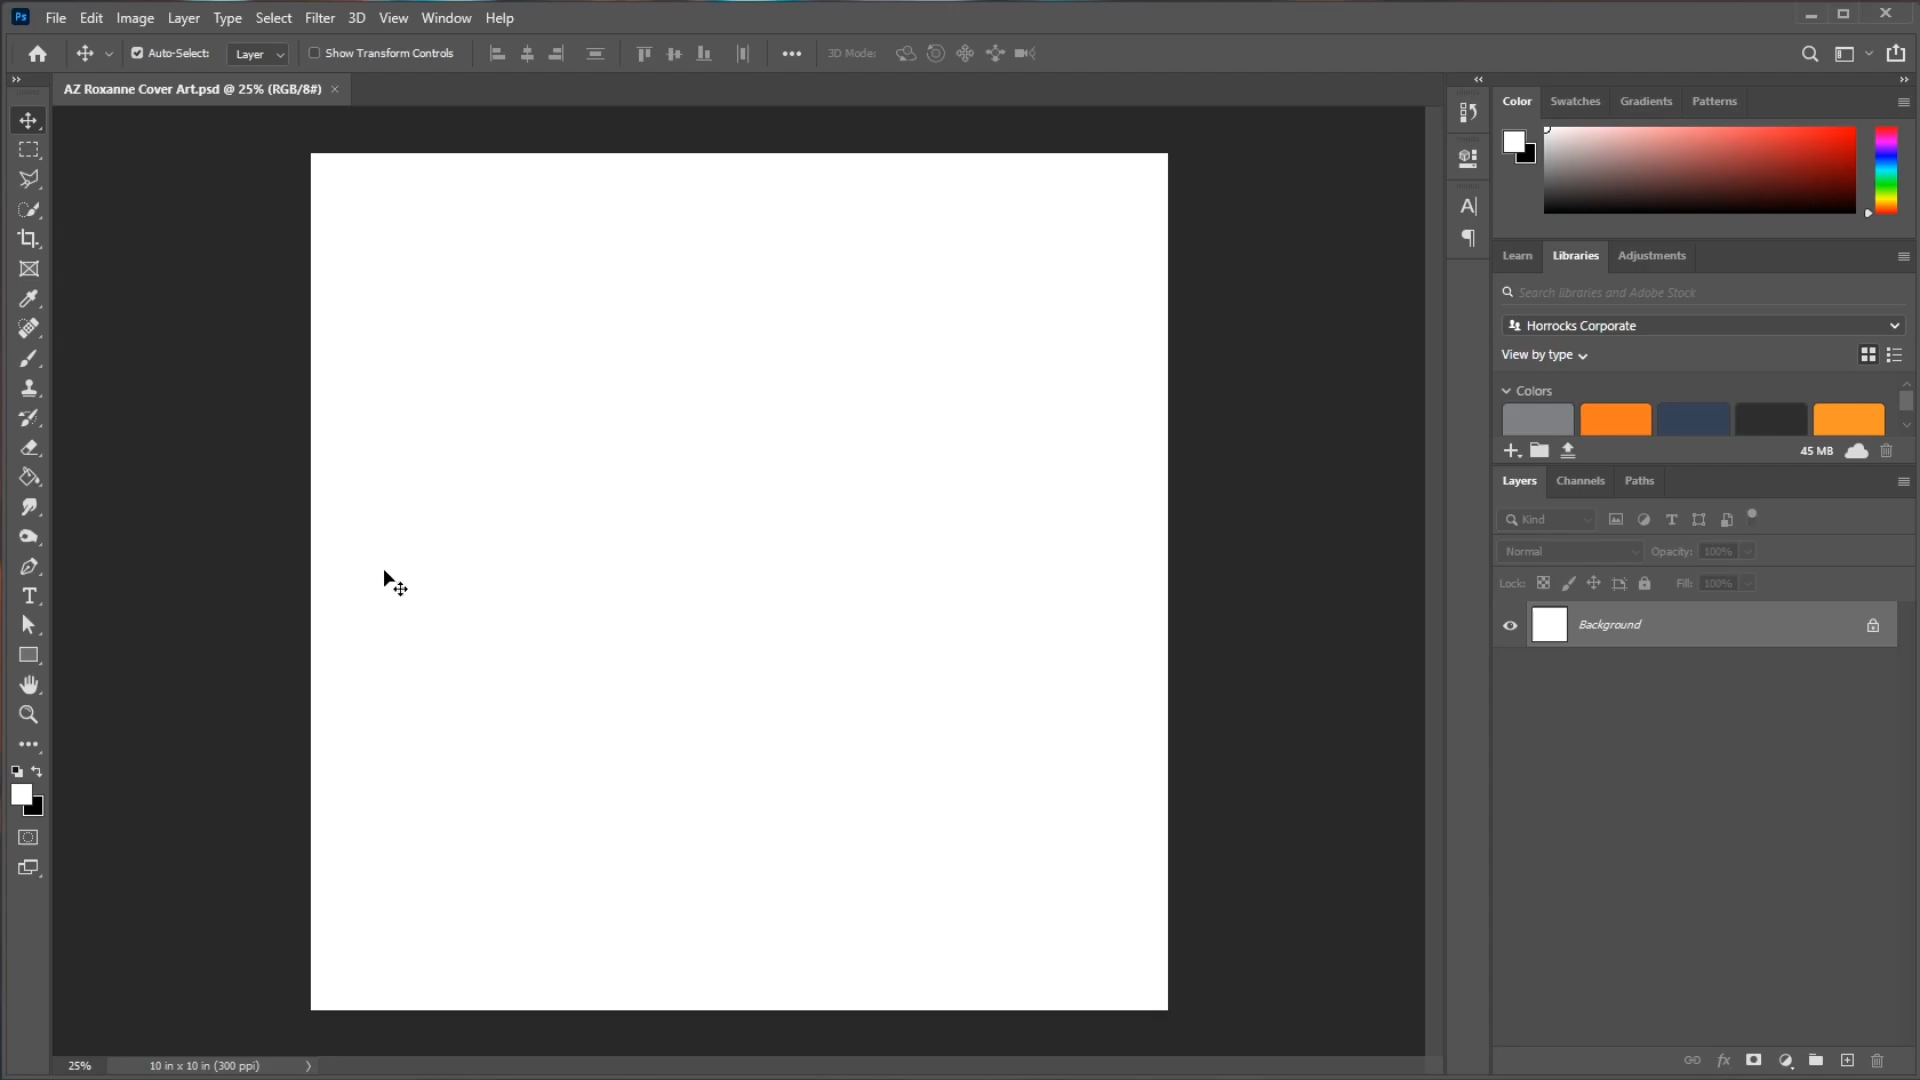 Ps File Edit Image Layer Type Select Filter 3D View Window Help
Auto-Select: Layer Show Transform Controls 3D Mode:
AZ Roxanne Cover Art.psd @ 25% (RGB/8#) ×
Color Swatches Gradients Patterns
Learn Libraries Adjustments
Search libraries and Adobe Stock
Horrocks Corporate
View by type
Colors
45 MB
Layers Channels Paths
Kind
Normal Opacity: 100%
Lock: Fill: 100%
Background
fx
25% 10 in x 10 in (300 ppi)